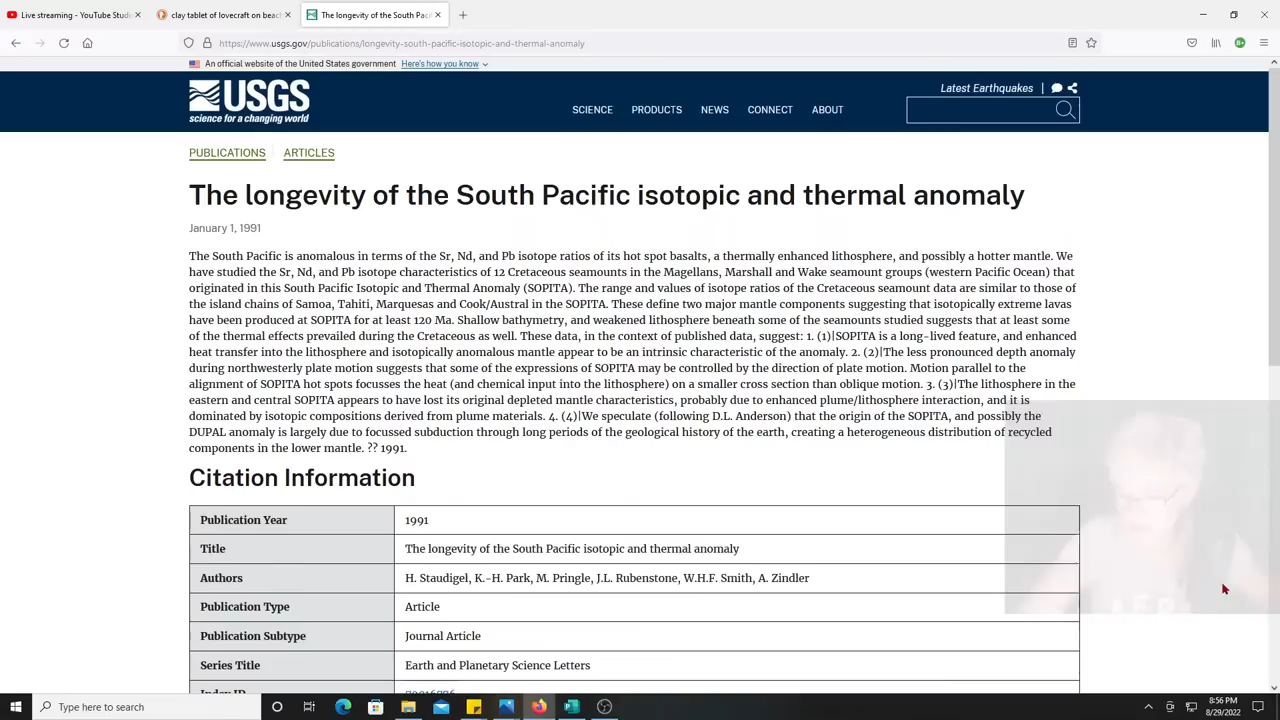 Live streaming - YouTube Studi
clay tablet of lovecraft on beac
The longevity of the South Paci
https://www.usgs.gov/publications/longevity-south-pacific-isotopic-and-thermal-anomaly
An official website of the United States government Here's how you know
USGS
science for a changing world
Latest Earthquakes |
SCIENCE PRODUCTS NEWS CONNECT ABOUT
PUBLICATIONS ARTICLES
The longevity of the South Pacific isotopic and thermal anomaly
January 1, 1991
The South Pacific is anomalous in terms of the Sr, Nd, and Pb isotope ratios of its hot spot basalts, a thermally enhanced lithosphere, and possibly a hotter mantle. We
have studied the Sr, Nd, and Pb isotope characteristics of 12 Cretaceous seamounts in the Magellans, Marshall and Wake seamount groups (western Pacific Ocean) that
originated in this South Pacific Isotopic and Thermal Anomaly (SOPITA). The range and values of isotope ratios of the Cretaceous seamount data are similar to those of
the island chains of Samoa, Tahiti, Marquesas and Cook/Austral in the SOPITA. These define two major mantle components suggesting that isotopically extreme lavas
have been produced at SOPITA for at least 120 Ma. Shallow bathymetry, and weakened lithosphere beneath some of the seamounts studied suggests that at least some
of the thermal effects prevailed during the Cretaceous as well. These data, in the context of published data, suggest: 1. (1)|SOPITA is a long-lived feature, and enhanced
heat transfer into the lithosphere and isotopically anomalous mantle appear to be an intrinsic characteristic of the anomaly. 2. (2)|The less pronounced depth anomaly
during northwesterly plate motion suggests that some of the expressions of SOPITA may be controlled by the direction of plate motion. Motion parallel to the
alignment of SOPITA hot spots focusses the heat (and chemical input into the lithosphere) on a smaller cross section than oblique motion. 3. (3)|The lithosphere in the
eastern and central SOPITA appears to have lost its original depleted mantle characteristics, probably due to enhanced plume/lithosphere interaction, and it is
dominated by isotopic compositions derived from plume materials. 4. (4)|We speculate (following D.L. Anderson) that the origin of the SOPITA, and possibly the
DUPAL anomaly is largely due to focussed subduction through long periods of the geological history of the earth, creating a heterogeneous distribution of recycled
components in the lower mantle. ?? 1991.
Citation Information
Publication Year 1991
Title The longevity of the South Pacific isotopic and thermal anomaly
Authors H. Staudigel, K.-H. Park, M. Pringle, J.L. Rubenstone, W.H.F. Smith, A. Zindler
Publication Type Article
Publication Subtype Journal Article
Series Title Earth and Planetary Science Letters
Index ID
Type here to search
8:56 PM
8/29/2022